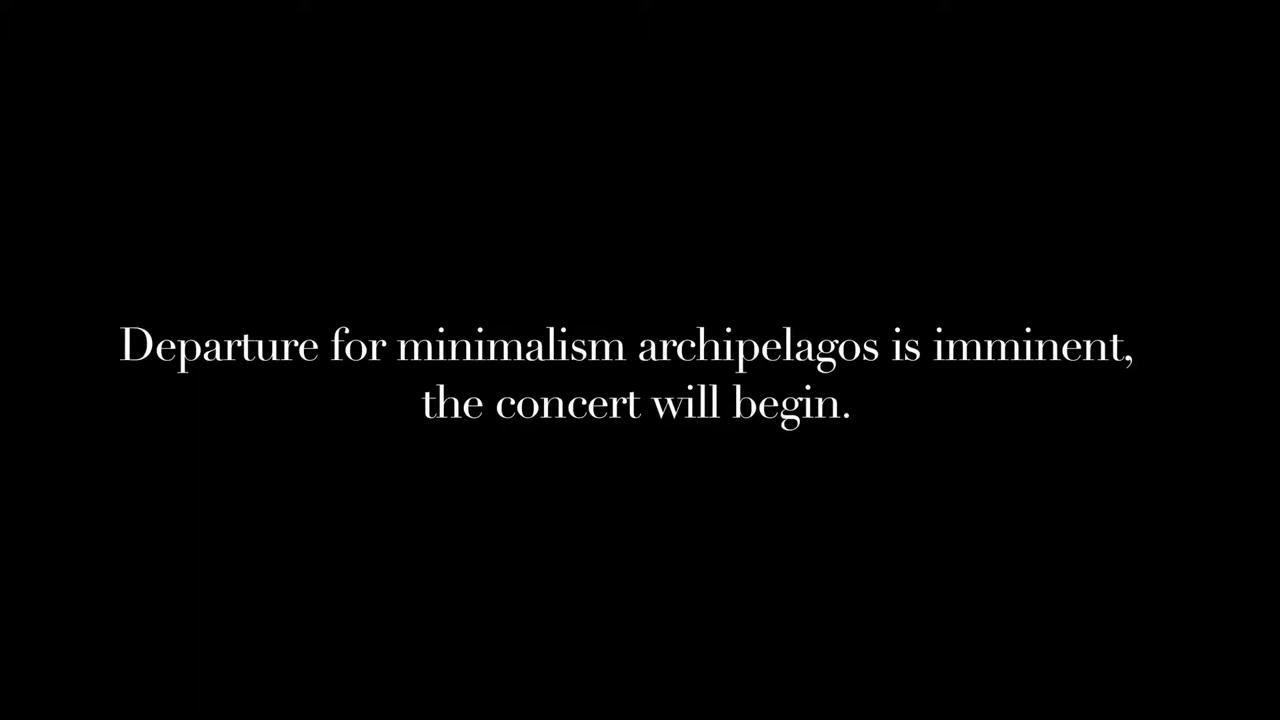 Departure for minimalism archipelagos is imminent,
the concert will begin.